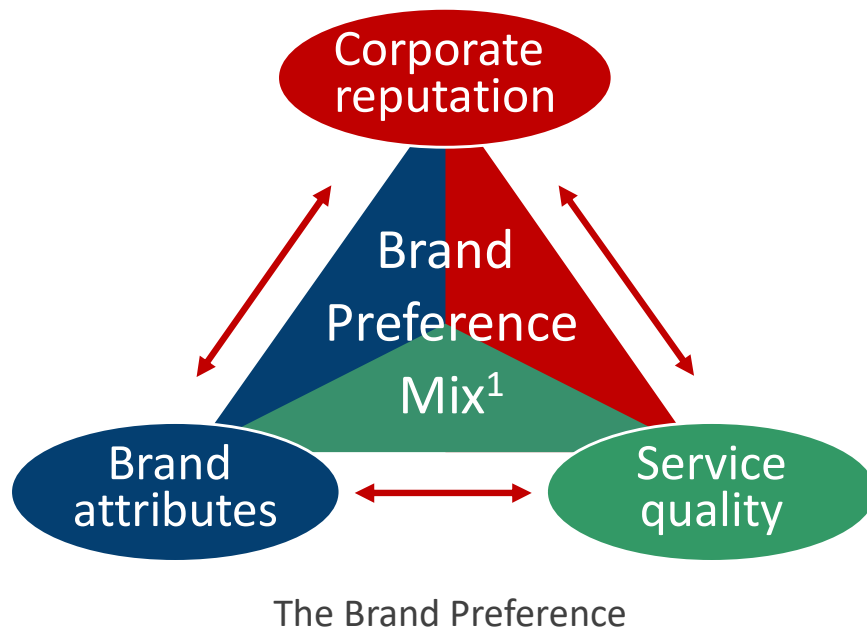 Corporate
reputation
Brand
Preference
Mix¹
Brand
attributes
Service
quality
The Brand Preference